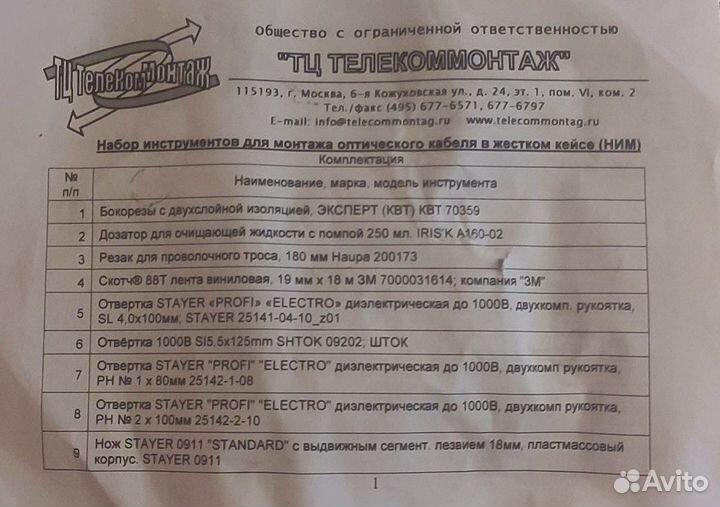 ТЦ ТелекомМонтаж
Общество с ограниченной ответственностью
"ТЦ ТЕЛЕКОММОНТАЖ"
115193, г. Москва, 6-я Кожуховская ул., д. 24, эт. 1, пом. VI, ком. 2
Тел./факс (495) 677-6571, 677-6797
E-mail: info@telecommontag.ru www.telecommontag.ru
Набор инструментов для монтажа оптического кабеля в жестком кейсе (НИМ)
Комплектация
№ п/п Наименование, марка, модель инструмента
1 Бокорезы с двухслойной изоляцией, ЭКСПЕРТ (КВТ) КВТ 70359
2 Дозатор для очищающей жидкости с помпой 250 мл. IRIS'K A160-02
3 Резак для проволочного троса, 180 мм Haupa 200173
4 Скотч® 88Т лента виниловая, 19 мм x 18 м 3М 7000031614; компания "3М"
5 Отвертка STAYER «PROFI» «ELECTRO» диэлектрическая до 1000В, двухкомп. рукоятка,
SL 4,0x100мм; STAYER 25141-04-10_z01
6 Отвёртка 1000В Sl5.5x125mm SHTOK 09202; ШТОК
7 Отвертка STAYER "PROFI" "ELECTRO" диэлектрическая до 1000В, двухкомп рукоятка,
PH № 1 x 80мм 25142-1-08
8 Отвертка STAYER "PROFI" "ELECTRO" диэлектрическая до 1000В, двухкомп рукоятка,
PH № 2 x 100мм 25142-2-10
9 Нож STAYER 0911 "STANDARD" с выдвижным сегмент. лезвием 18мм, пластмассовый
корпус. STAYER 0911
1
Avito